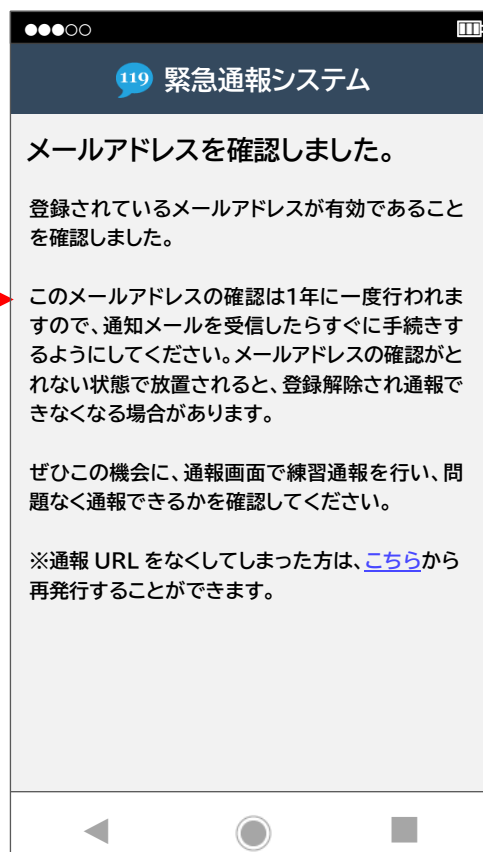 119 緊急通報システム
メールアドレスを確認しました。
登録されているメールアドレスが有効であること
を確認しました。
このメールアドレスの確認は1年に一度行われま
すので、通知メールを受信したらすぐに手続きす
るようにしてください。メールアドレスの確認がと
れない状態で放置されると、登録解除され通報で
きなくなる場合があります。
ぜひこの機会に、通報画面で練習通報を行い、問
題なく通報できるかを確認してください。
※通報 URL をなくしてしまった方は、こちらから
再発行することができます。